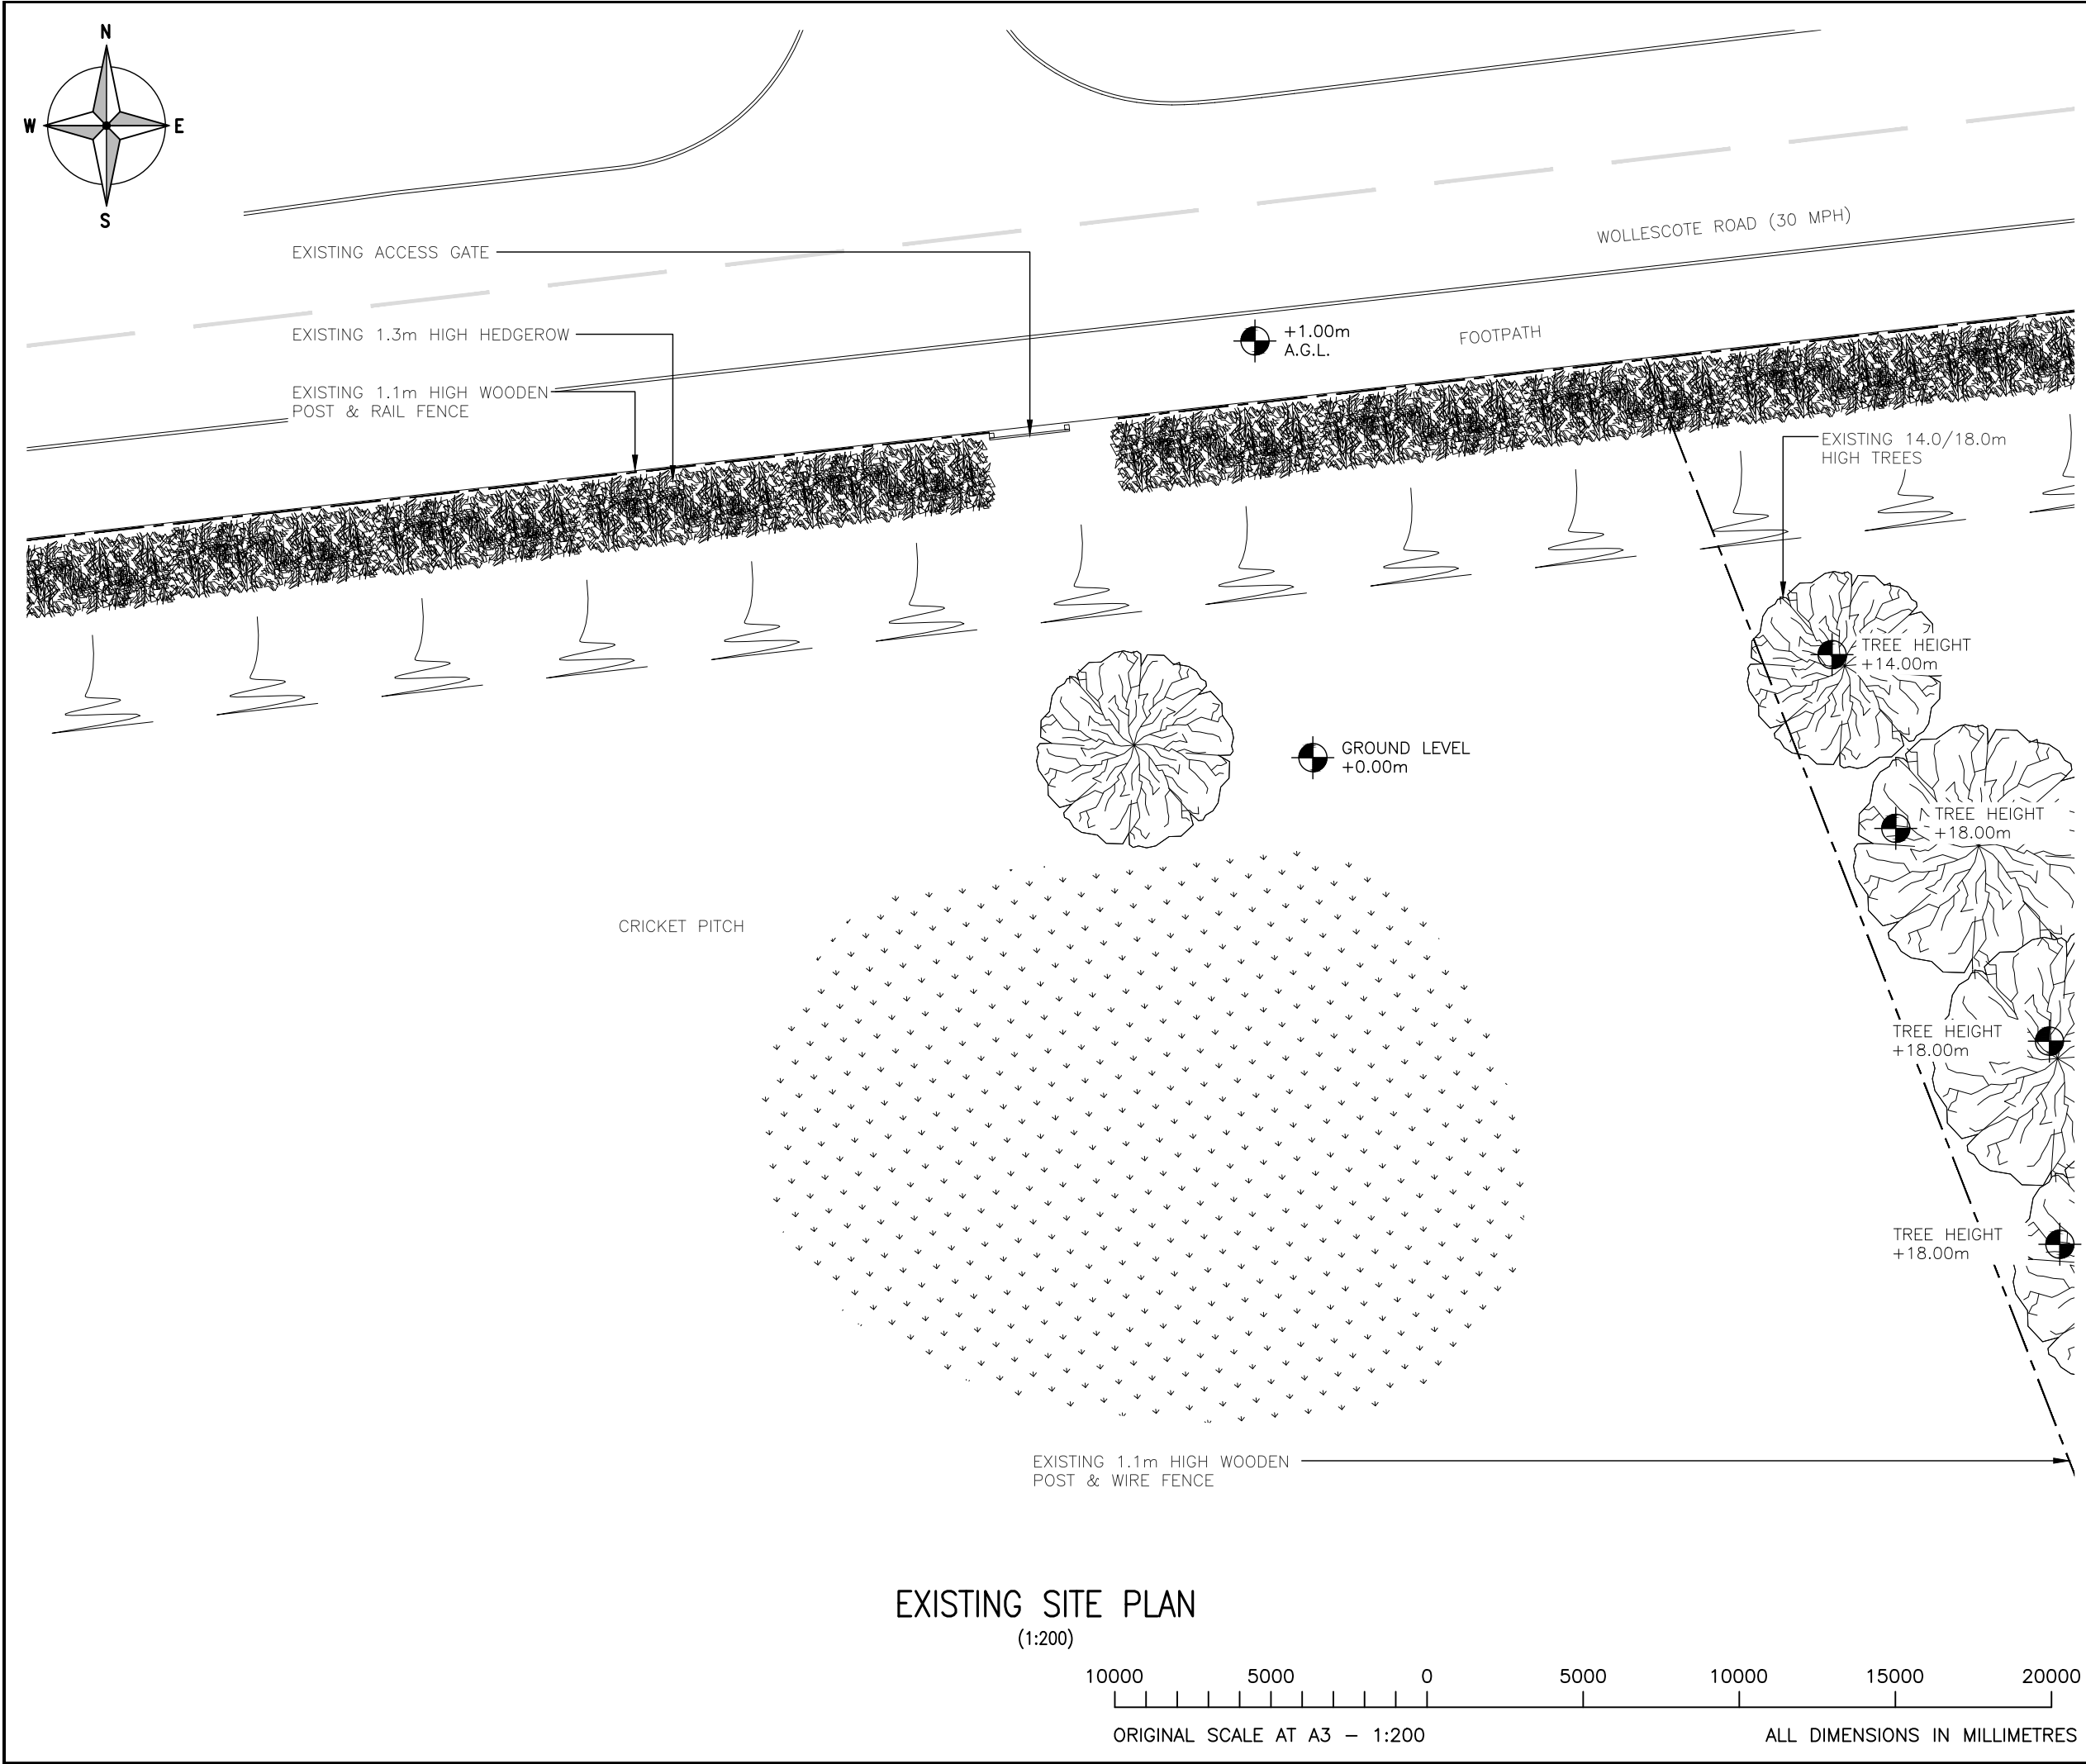 N
W
E
S
EXISTING ACCESS GATE
WOLLESCOTE ROAD (30 MPH)
EXISTING 1.3m HIGH HEDGEROW
+1.00m
A.G.L.
FOOTPATH
EXISTING 1.1m HIGH WOODEN
POST & RAIL FENCE
EXISTING 14.0/18.0m
HIGH TREES
TREE HEIGHT
+14.00m
GROUND LEVEL
+0.00m
TREE HEIGHT
+18.00m
CRICKET PITCH
TREE HEIGHT
+18.00m
TREE HEIGHT
+18.00m
EXISTING 1.1m HIGH WOODEN
POST & WIRE FENCE
EXISTING SITE PLAN
(1:200)
10000 5000 0 5000 10000 15000 20000
ORIGINAL SCALE AT A3 – 1:200
ALL DIMENSIONS IN MILLIMETRES